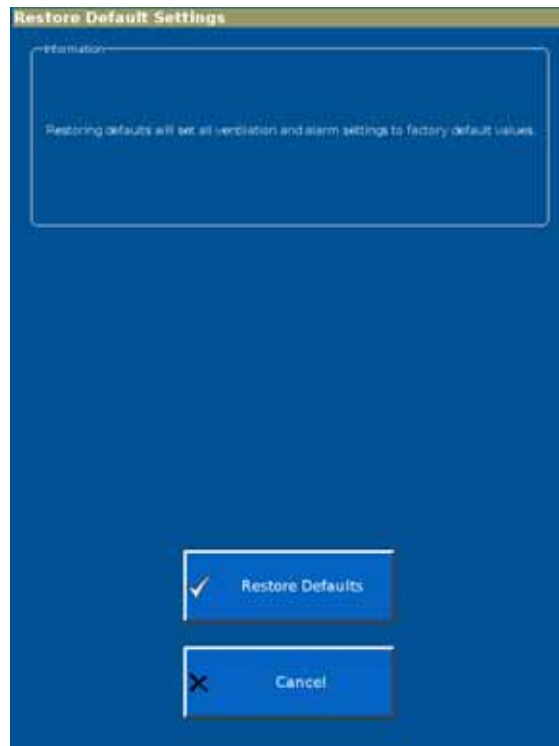 Restore Default Settings
Information
Restoring defaults will set all ventilation and alarm settings to factory default values.
Restore Defaults
Cancel